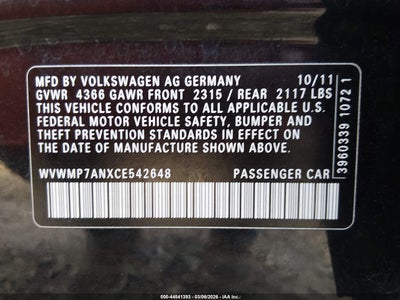 MFD BY VOLKSWAGEN AG GERMANY 10/11
GVWR 4366 GAWR FRONT 2315 / REAR 2117 LBS
THIS VEHICLE CONFORMS TO ALL APPLICABLE U.S.
FEDERAL MOTOR VEHICLE SAFETY, BUMPER AND
THEFT PREVENTION STANDARDS IN EFFECT ON
THE DATE OF MANUFACTURE SHOWN ABOVE.
WVWMP7ANXCE542648 PASSENGER CAR
3960339 1072 1
000-44641393 - 03/06/2026 - IAA Inc.